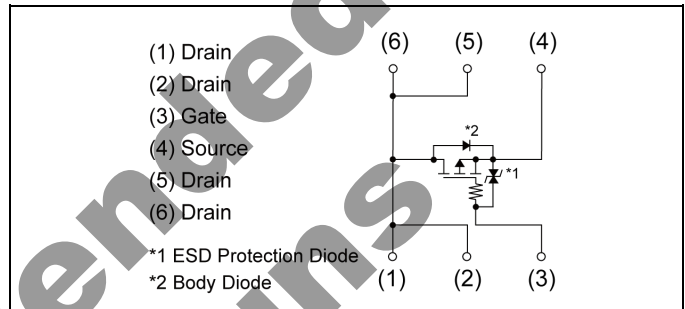 (1) Drain
(2) Drain
(3) Gate
(4) Source
(5) Drain
(6) Drain
*1 ESD Protection Diode
*2 Body Diode
(6) (5) (4)
*2
*1
(1) (2) (3)